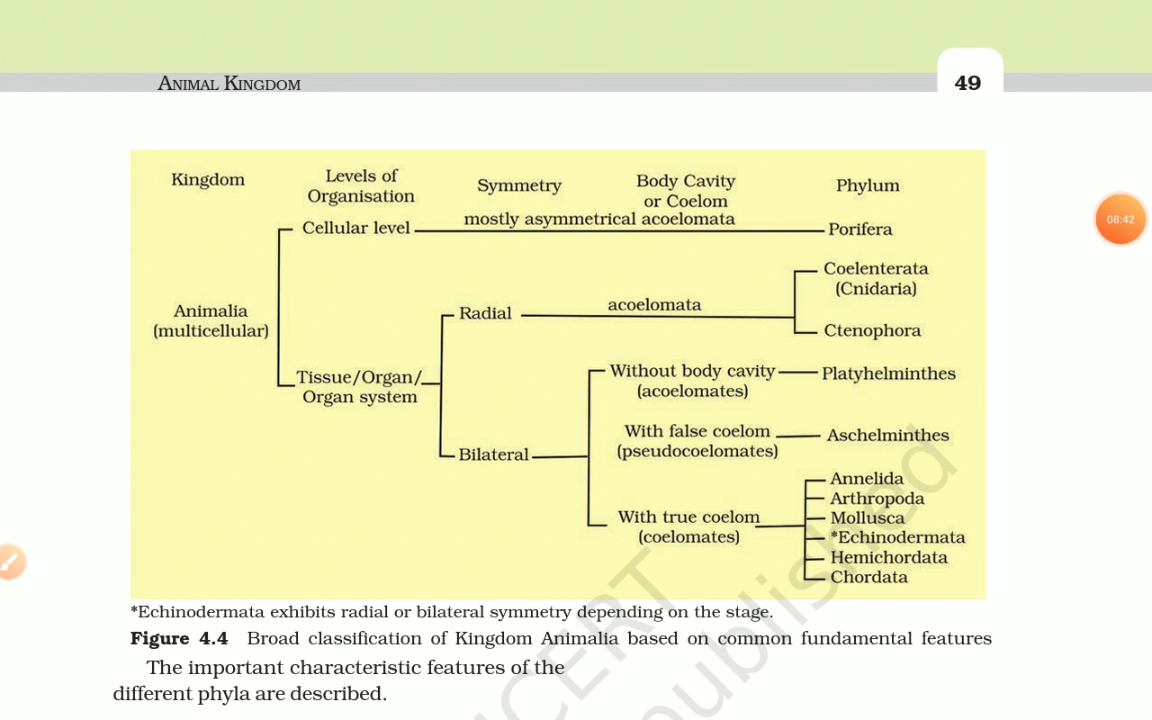 ANIMAL KINGDOM
49
Kingdom
Levels of
Organisation
Symmetry
Body Cavity
or Coelom
Phylum
Cellular level
mostly asymmetrical acoelomata
Porifera
Animalia
(multicellular)
Tissue/Organ/
Organ system
Radial
acoelomata
Coelenterata
(Cnidaria)
Ctenophora
Bilateral
Without body cavity
(acoelomates)
Platyhelminthes
With false coelom
(pseudocoelomates)
Aschelminthes
With true coelom
(coelomates)
Annelida
Arthropoda
Mollusca
*Echinodermata
Hemichordata
Chordata
*Echinodermata exhibits radial or bilateral symmetry depending on the stage.
Figure 4.4 Broad classification of Kingdom Animalia based on common fundamental features
The important characteristic features of the
different phyla are described.
08:42